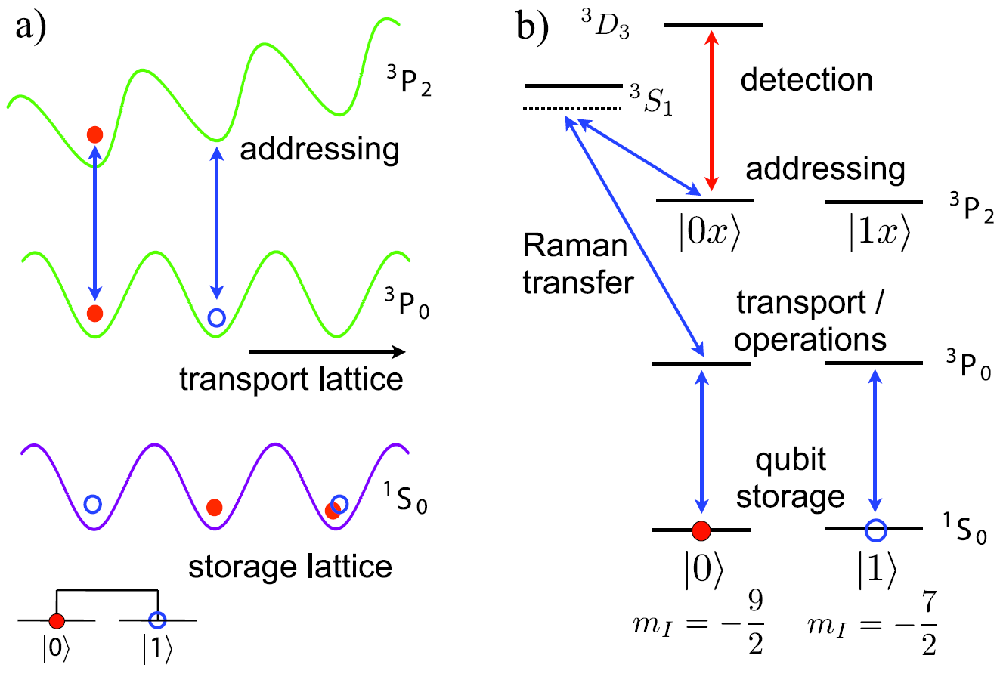 a)
³P₂
addressing
³P₀
transport lattice
¹S₀
storage lattice
|0⟩ |1⟩
b)
³D₃
detection
³S₁
addressing
³P₂
|0x⟩ |1x⟩
Raman
transfer
transport /
operations
³P₀
qubit
storage
¹S₀
|0⟩ |1⟩
m_I = −9/2 m_I = −7/2